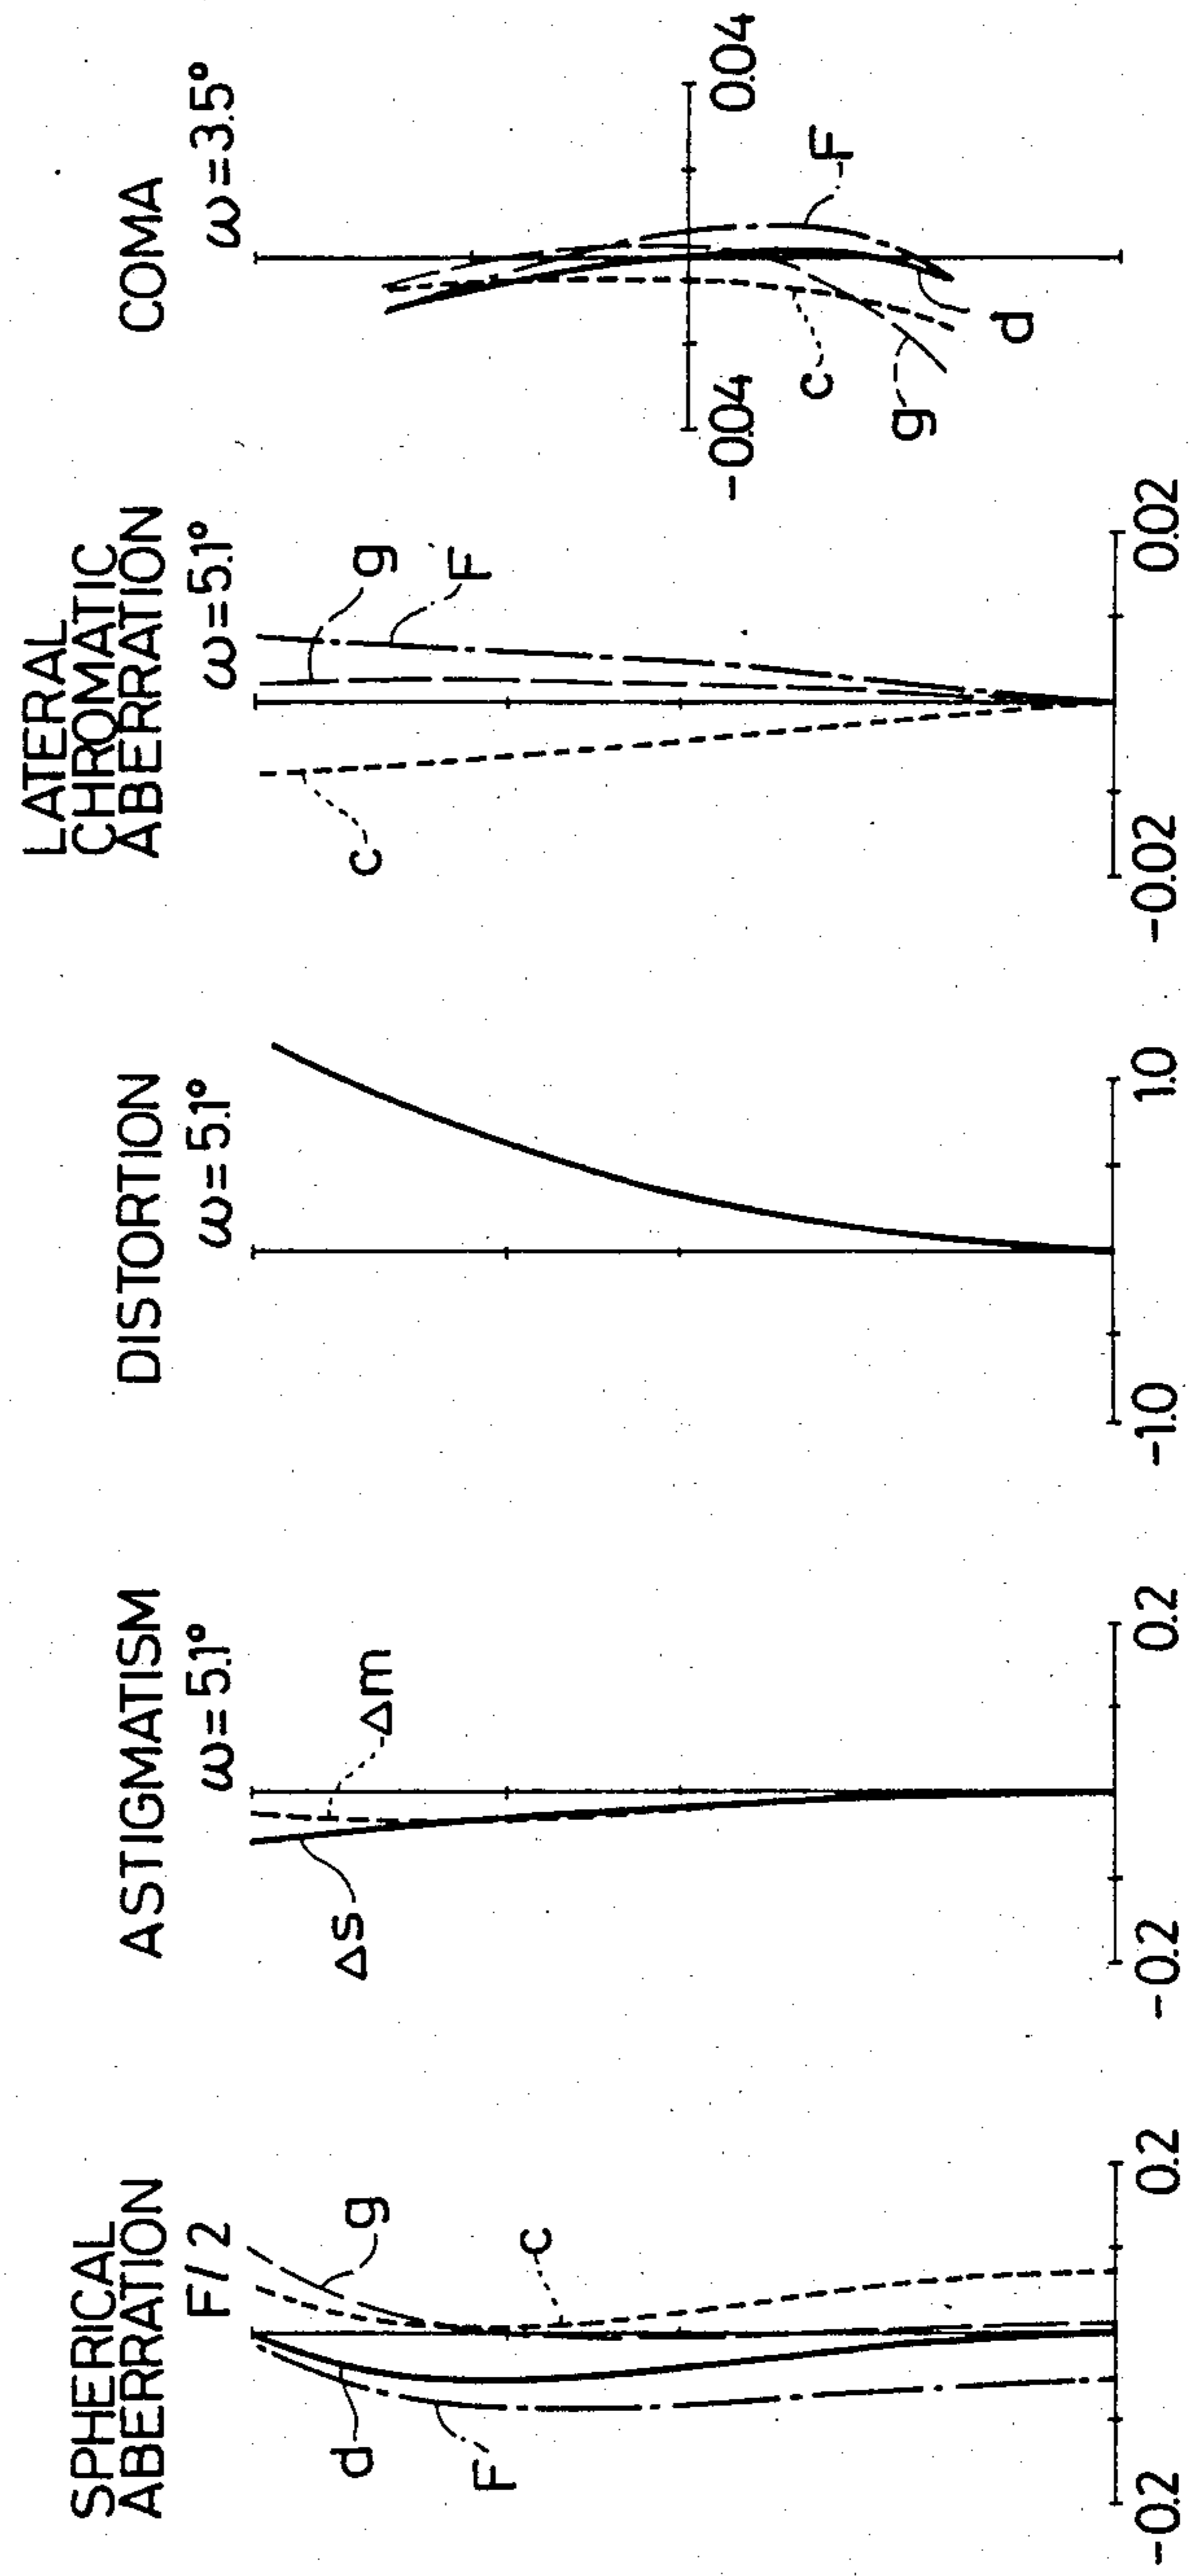 SPHERICAL
ABERRATION
F/2
g
c
d
F
-0.2
0.2
ASTIGMATISM
ω=5.1°
Δm
Δs
-0.2
0.2
DISTORTION
ω=5.1°
-1.0
1.0
LATERAL
CHROMATIC
ABERRATION
ω=5.1°
g
F
c
-0.02
0.02
COMA
ω=3.5°
F
c
g
d
-0.04
0.04